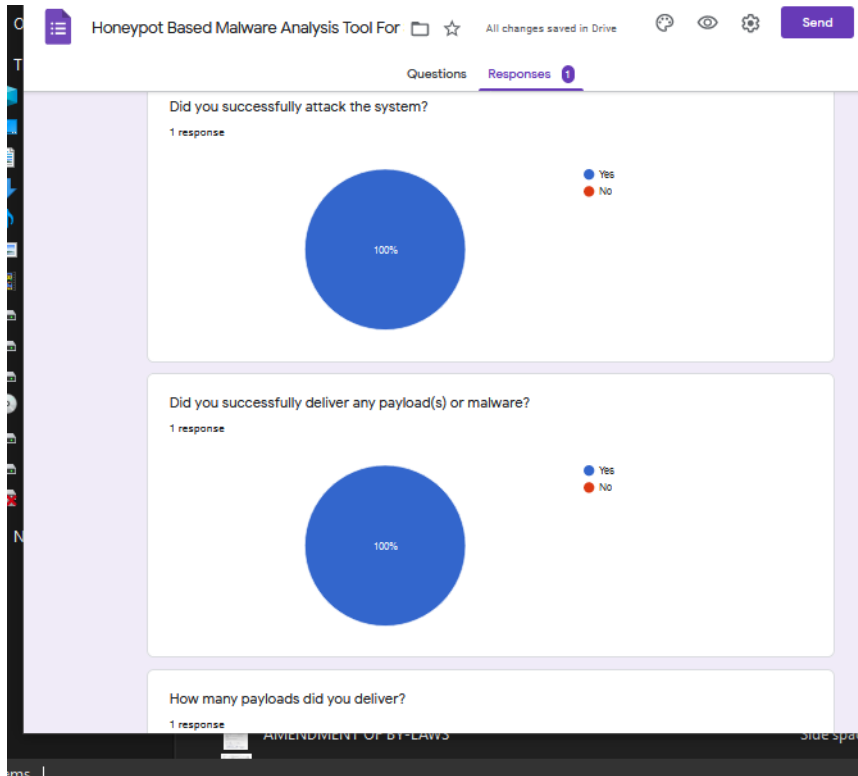 Honeypot Based Malware Analysis Tool For
All changes saved in Drive
Send
Questions
Responses 1
Did you successfully attack the system?
1 response
100%
Yes
No
Did you successfully deliver any payload(s) or malware?
1 response
100%
Yes
No
How many payloads did you deliver?
1 response
AMENDMENT OF BY-LAWS
Side spa